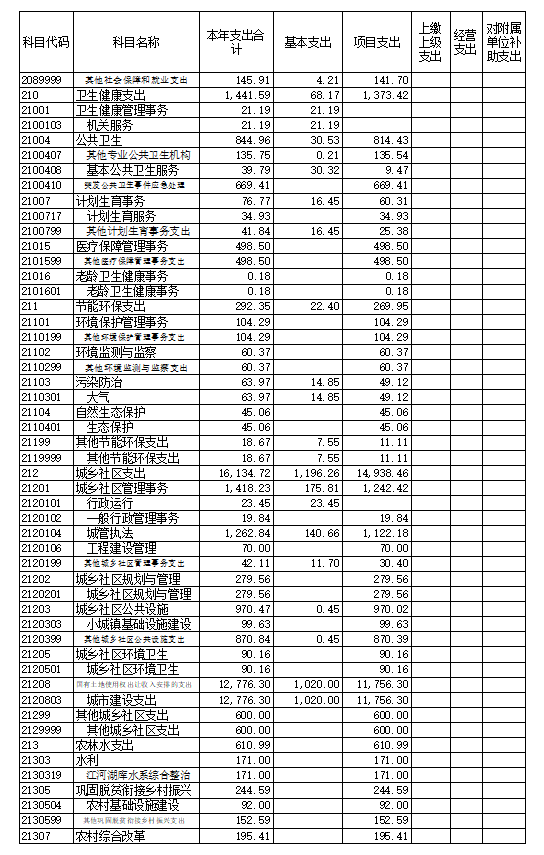 科目代码 科目名称 本年支出合计 基本支出 项目支出 上缴上级支出 经营支出 对附属单位补助支出
2089999 其他社会保障和就业支出 145.91 4.21 141.70
210 卫生健康支出 1,441.59 68.17 1,373.42
21001 卫生健康管理事务 21.19 21.19
2100103 机关服务 21.19 21.19
21004 公共卫生 844.96 30.53 814.43
2100407 其他专业公共卫生机构 135.75 0.21 135.54
2100408 基本公共卫生服务 39.79 30.32 9.47
2100410 突发公共卫生事件应急处理 669.41 669.41
21007 计划生育事务 76.77 16.45 60.31
2100717 计划生育服务 34.93 34.93
2100799 其他计划生育事务支出 41.84 16.45 25.38
21015 医疗保障管理事务 498.50 498.50
2101599 其他医疗保障管理事务支出 498.50 498.50
21016 老龄卫生健康事务 0.18 0.18
2101601 老龄卫生健康事务 0.18 0.18
211 节能环保支出 292.35 22.40 269.95
21101 环境保护管理事务 104.29 104.29
2110199 其他环境保护管理事务支出 104.29 104.29
21102 环境监测与监察 60.37 60.37
2110299 其他环境监测与监察支出 60.37 60.37
21103 污染防治 63.97 14.85 49.12
2110301 大气 63.97 14.85 49.12
21104 自然生态保护 45.06 45.06
2110401 生态保护 45.06 45.06
21199 其他节能环保支出 18.67 7.55 11.11
2119999 其他节能环保支出 18.67 7.55 11.11
212 城乡社区支出 16,134.72 1,196.26 14,938.46
21201 城乡社区管理事务 1,418.23 175.81 1,242.42
2120101 行政运行 23.45 23.45
2120102 一般行政管理事务 19.84 19.84
2120104 城管执法 1,262.84 140.66 1,122.18
2120106 工程建设管理 70.00 70.00
2120199 其他城乡社区管理事务支出 42.11 11.70 30.40
21202 城乡社区规划与管理 279.56 279.56
2120201 城乡社区规划与管理 279.56 279.56
21203 城乡社区公共设施 970.47 0.45 970.02
2120303 小城镇基础设施建设 99.63 99.63
2120399 其他城乡社区公共设施支出 870.84 0.45 870.39
21205 城乡社区环境卫生 90.16 90.16
2120501 城乡社区环境卫生 90.16 90.16
21208 国有土地使用权出让收入安排的支出 12,776.30 1,020.00 11,756.30
2120803 城市建设支出 12,776.30 1,020.00 11,756.30
21299 其他城乡社区支出 600.00 600.00
2129999 其他城乡社区支出 600.00 600.00
213 农林水支出 610.99 610.99
21303 水利 171.00 171.00
2130319 江河湖库水系综合整治 171.00 171.00
21305 巩固脱贫衔接乡村振兴 244.59 244.59
2130504 农村基础设施建设 92.00 92.00
2130599 其他巩固脱贫衔接乡村振兴支出 152.59 152.59
21307 农村综合改革 195.41 195.41